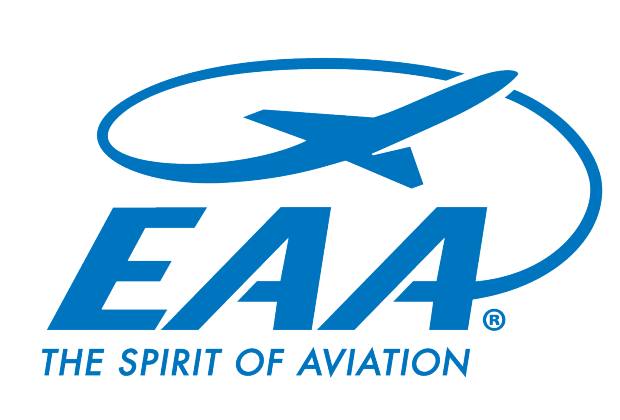 EAA®
THE SPIRIT OF AVIATION